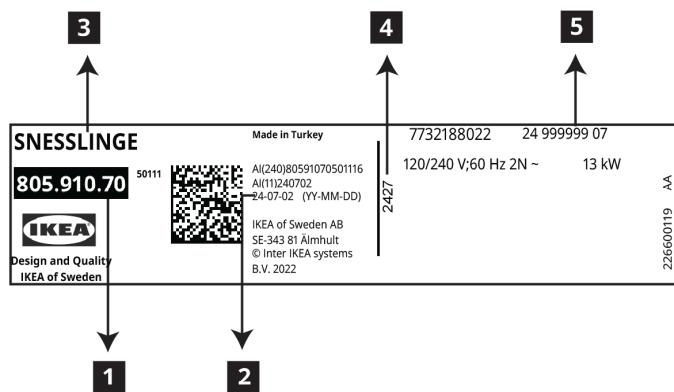 3
4
5
SNESSLINGE
805.910.70
50111
IKEA
Design and Quality
IKEA of Sweden
Made in Turkey
AI(240)80591070501116
AI(11)240702
24-07-02 (YY-MM-DD)
IKEA of Sweden AB
SE-343 81 Älmhult
© Inter IKEA systems
B.V. 2022
2427
7732188022 24 999999 07
120/240 V;60 Hz 2N ~ 13 kW
226600119 AA
1
2